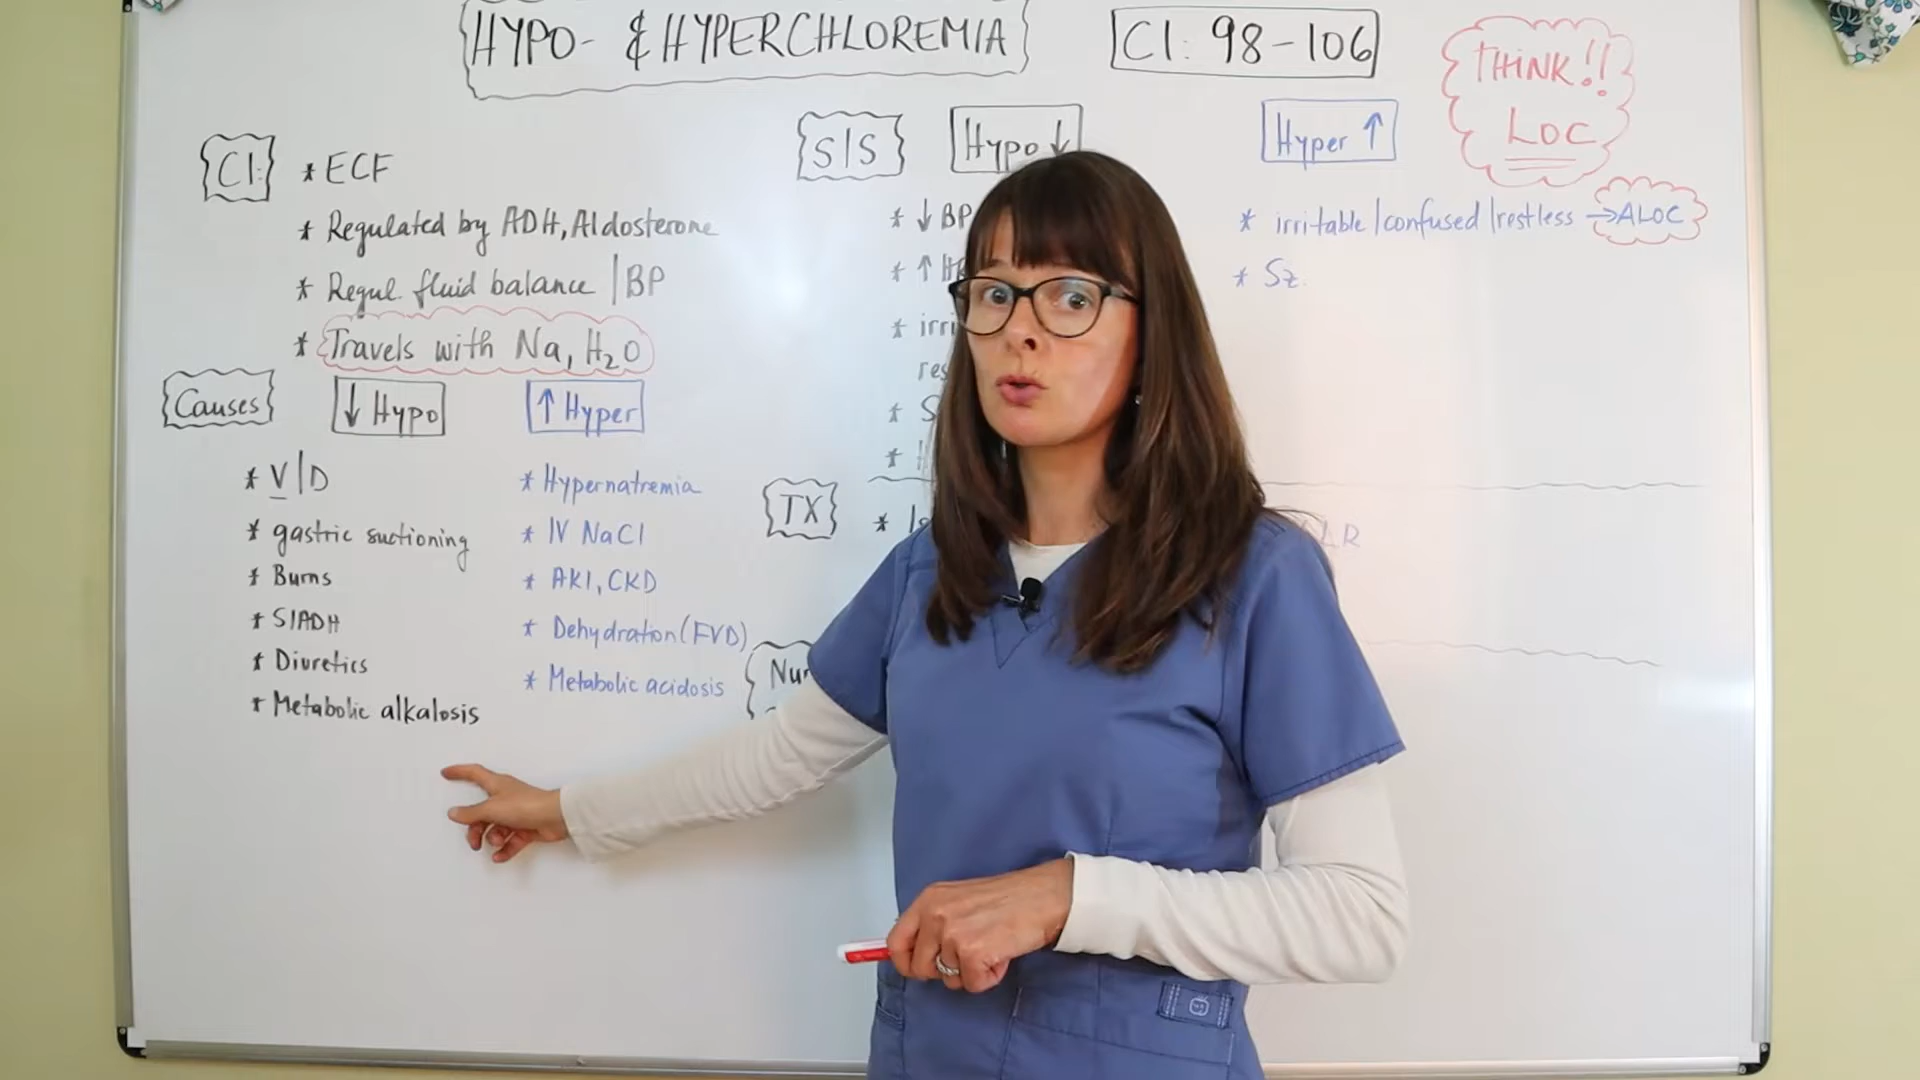 HYPO- & HYPERCHLOREMIA
Cl: 98-106
THINK!!
LOC
Cl:
* ECF
* Regulated by ADH, Aldosterone
* Regul. fluid balance | BP
* Travels with Na, H₂O
Causes
↓ Hypo
↑ Hyper
* V|D
* gastric suctioning
* Burns
* SIADH
* Diuretics
* Metabolic alkalosis
* Hypernatremia
* IV NaCl
* AKI, CKD
* Dehydration (FVD)
* Metabolic acidosis
S|S
Hypo ↓
* ↓ BP
* ↑
*
*
*
Hyper ↑
* irritable |confused |restless → ALOC
* Sz.
TX
*
LR